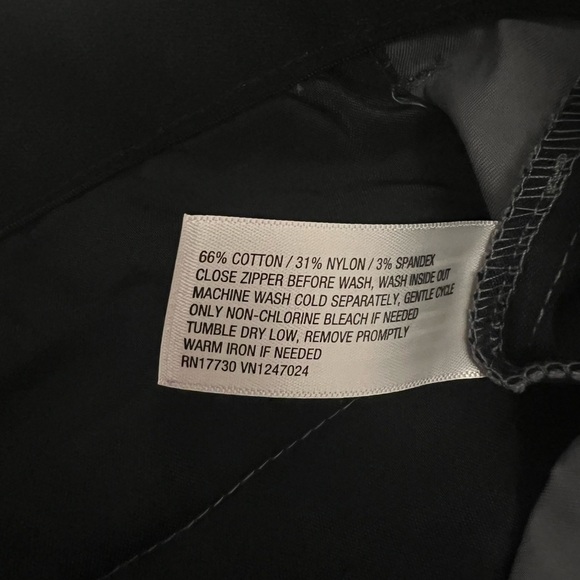 66% COTTON / 31% NYLON / 3% SPANDEX
CLOSE ZIPPER BEFORE WASH, WASH INSIDE OUT
MACHINE WASH COLD SEPARATELY, GENTLE CYCLE
ONLY NON-CHLORINE BLEACH IF NEEDED
TUMBLE DRY LOW, REMOVE PROMPTLY
WARM IRON IF NEEDED
RN17730 VN1247024